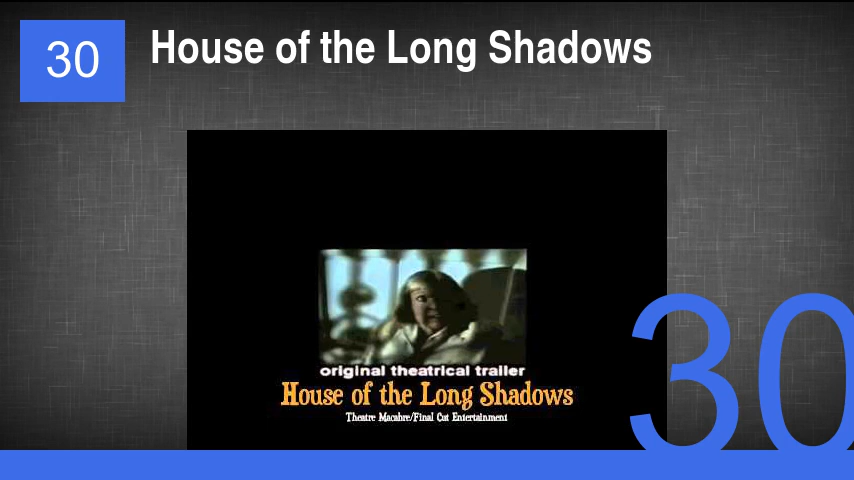 30
House of the Long Shadows
original theatrical trailer
House of the Long Shadows
Theatre Macabre/Final Cut Entertainment
30